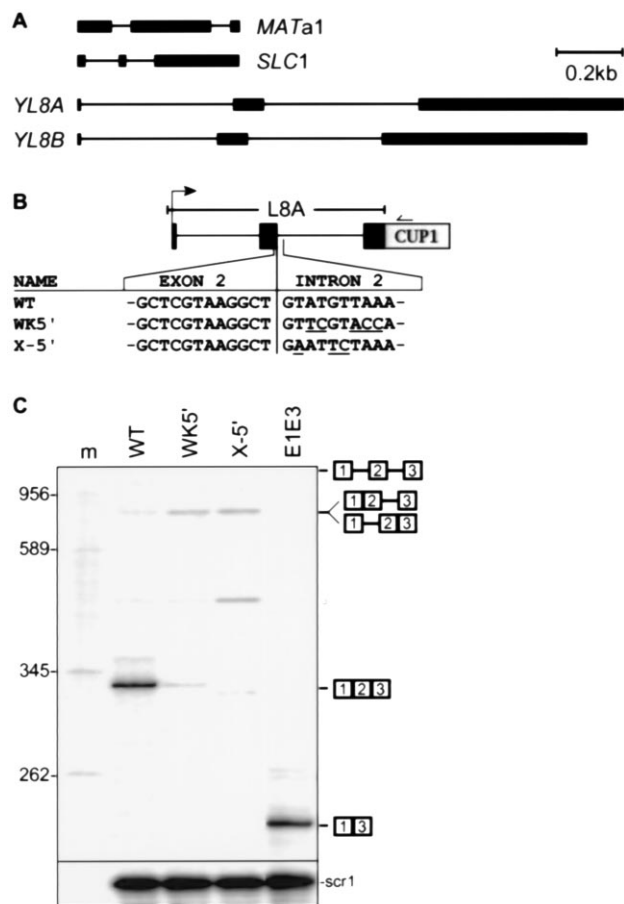 A
MATa1
SLC1
0.2kb
YL8A
YL8B
B
L8A
CUP1
NAME EXON 2 INTRON 2
WT -GCTCGTAAGGCT GTATGTTAAA-
WK5' -GCTCGTAAGGCT GTTCGTACCA-
X-5' -GCTCGTAAGGCT GAATTCTAAA-
C
m WT WK5' X-5' E1E3
1 2 3
956-
1 2 3
1 2 3
589-
345-
1 2 3
262-
1 3
-scr1